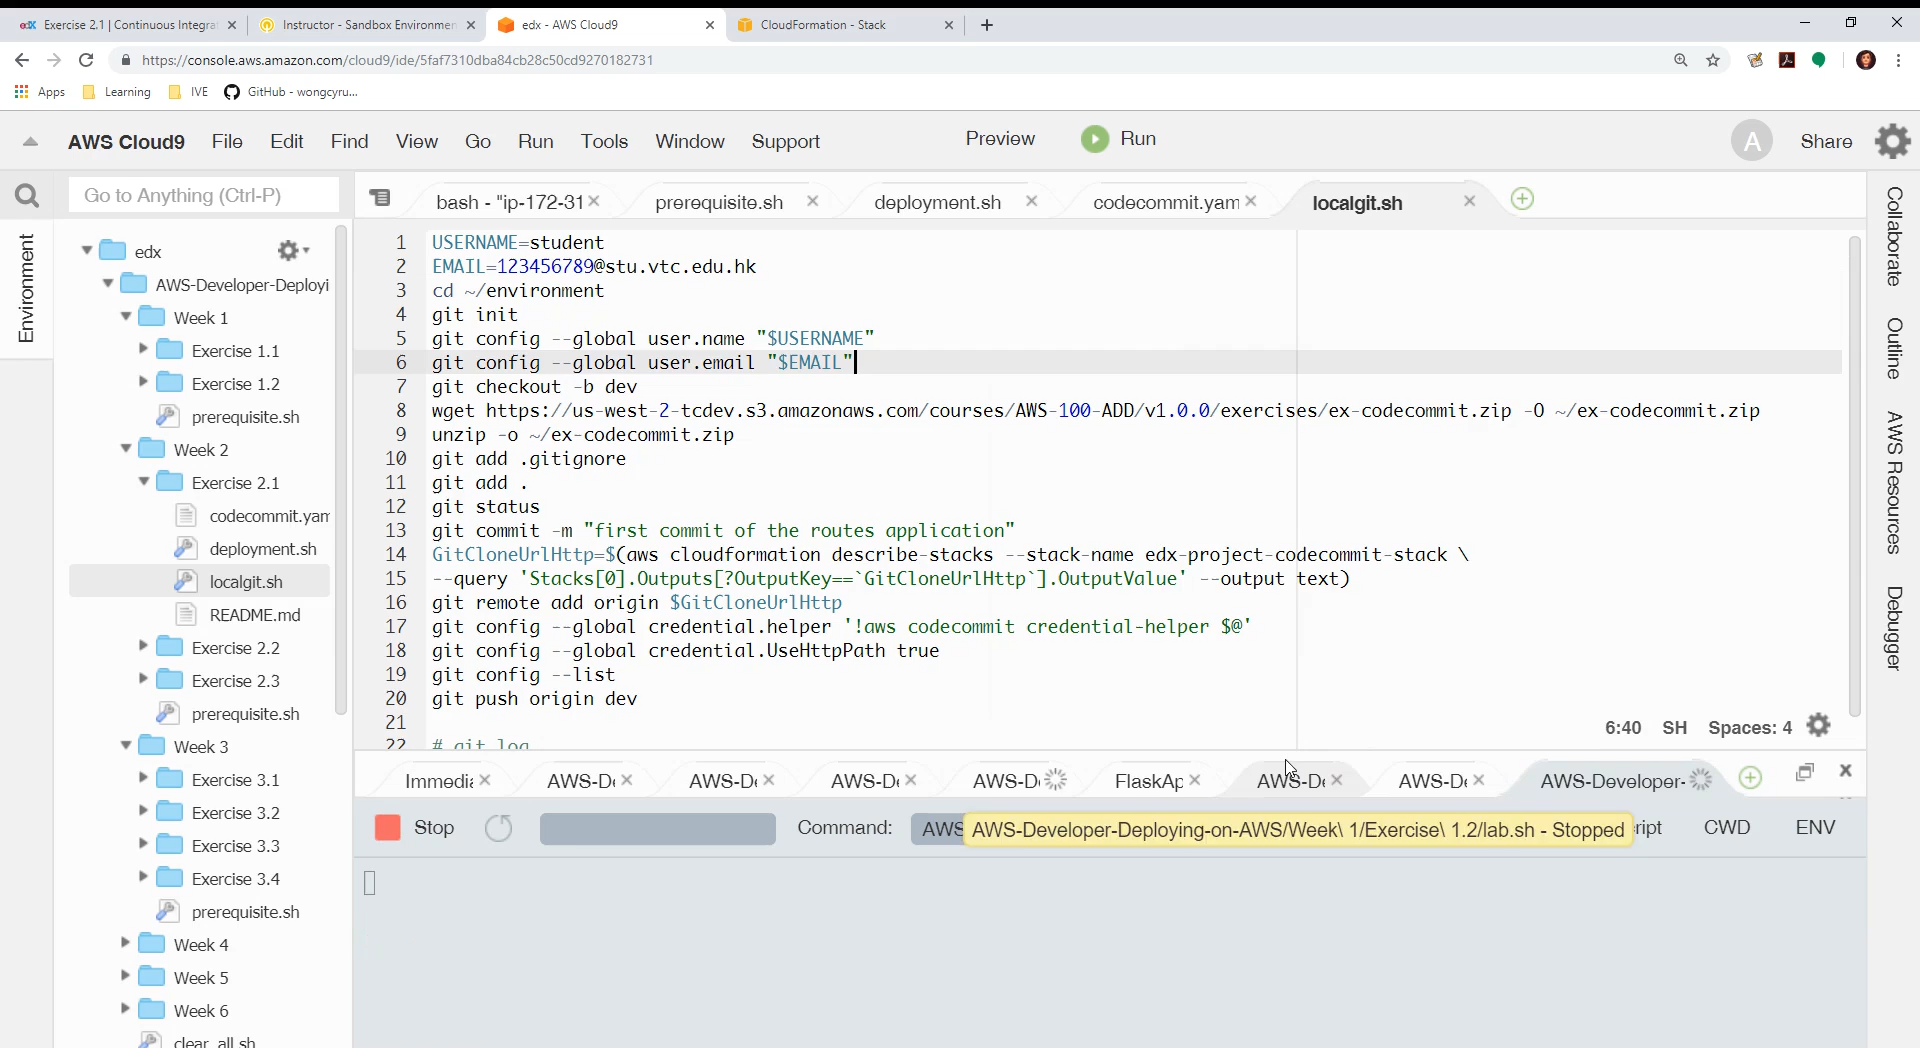 Exercise 2.1 | Continuous Integrat
Instructor - Sandbox Environmen
edx - AWS Cloud9
CloudFormation - Stack
https://console.aws.amazon.com/cloud9/ide/5faf7310dba84cb28c50cd9270182731
Apps
Learning
IVE
GitHub - wongcyru...
AWS Cloud9
File
Edit
Find
View
Go
Run
Tools
Window
Support
Preview
Run
A
Share
Go to Anything (Ctrl-P)
bash - "ip-172-31
prerequisite.sh
deployment.sh
codecommit.yam
localgit.sh
Environment
edx
AWS-Developer-Deployi
Week 1
Exercise 1.1
Exercise 1.2
prerequisite.sh
Week 2
Exercise 2.1
codecommit.yam
deployment.sh
localgit.sh
README.md
Exercise 2.2
Exercise 2.3
prerequisite.sh
Week 3
Exercise 3.1
Exercise 3.2
Exercise 3.3
Exercise 3.4
prerequisite.sh
Week 4
Week 5
Week 6
clear_all.sh
1 USERNAME=student
2 EMAIL=123456789@stu.vtc.edu.hk
3 cd ~/environment
4 git init
5 git config --global user.name "$USERNAME"
6 git config --global user.email "$EMAIL"
7 git checkout -b dev
8 wget https://us-west-2-tcdev.s3.amazonaws.com/courses/AWS-100-ADD/v1.0.0/exercises/ex-codecommit.zip -O ~/ex-codecommit.zip
9 unzip -o ~/ex-codecommit.zip
10 git add .gitignore
11 git add .
12 git status
13 git commit -m "first commit of the routes application"
14 GitCloneUrlHttp=$(aws cloudformation describe-stacks --stack-name edx-project-codecommit-stack \
15 --query 'Stacks[0].Outputs[?OutputKey==`GitCloneUrlHttp`].OutputValue' --output text)
16 git remote add origin $GitCloneUrlHttp
17 git config --global credential.helper '!aws codecommit credential-helper $@'
18 git config --global credential.UseHttpPath true
19 git config --list
20 git push origin dev
21
22 # git log
6:40
SH
Spaces: 4
Collaborate
Outline
AWS Resources
Debugger
Immedia
AWS-De
AWS-De
AWS-De
AWS-D
FlaskAp
AWS-De
AWS-De
AWS-Developer-
Stop
Command:
AWS
AWS-Developer-Deploying-on-AWS/Week\ 1/Exercise\ 1.2/lab.sh - Stopped
ript
CWD
ENV